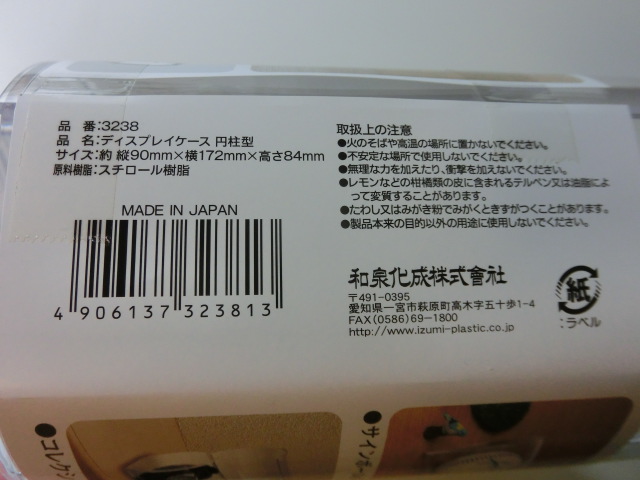 品 番:3238
品 名:ディスプレイケース 円柱型
サイズ:約 縦90mm×横172mm×高さ84mm
原料樹脂:スチロール樹脂
MADE IN JAPAN
4 906137 323813
取扱上の注意
●火のそばや高温の場所に置かないでください。
●不安定な場所で使用しないでください。
●無理な力を加えたり、衝撃を加えないでください。
●レモンなどの柑橘類の皮に含まれるテルペン又は油脂によ
って変質することがあります。
●たわし又はみがき粉でみがくときずがつくことがあります。
●製品本来の目的以外の用途に使用しないでください。
和泉化成株式會社
〒491-0395
愛知県一宮市萩原町高木字五十歩1-4
FAX(0586)69-1800
http://www.izumi-plastic.co.jp
紙
:ラベル
●コレクシ
●サインボー